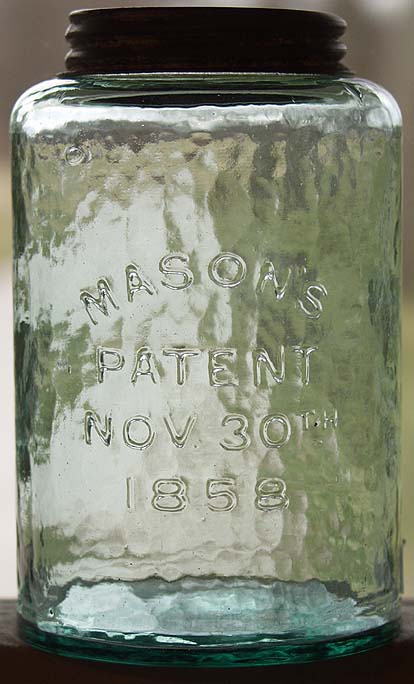 MASON'S
PATENT
NOV. 30TH
1858